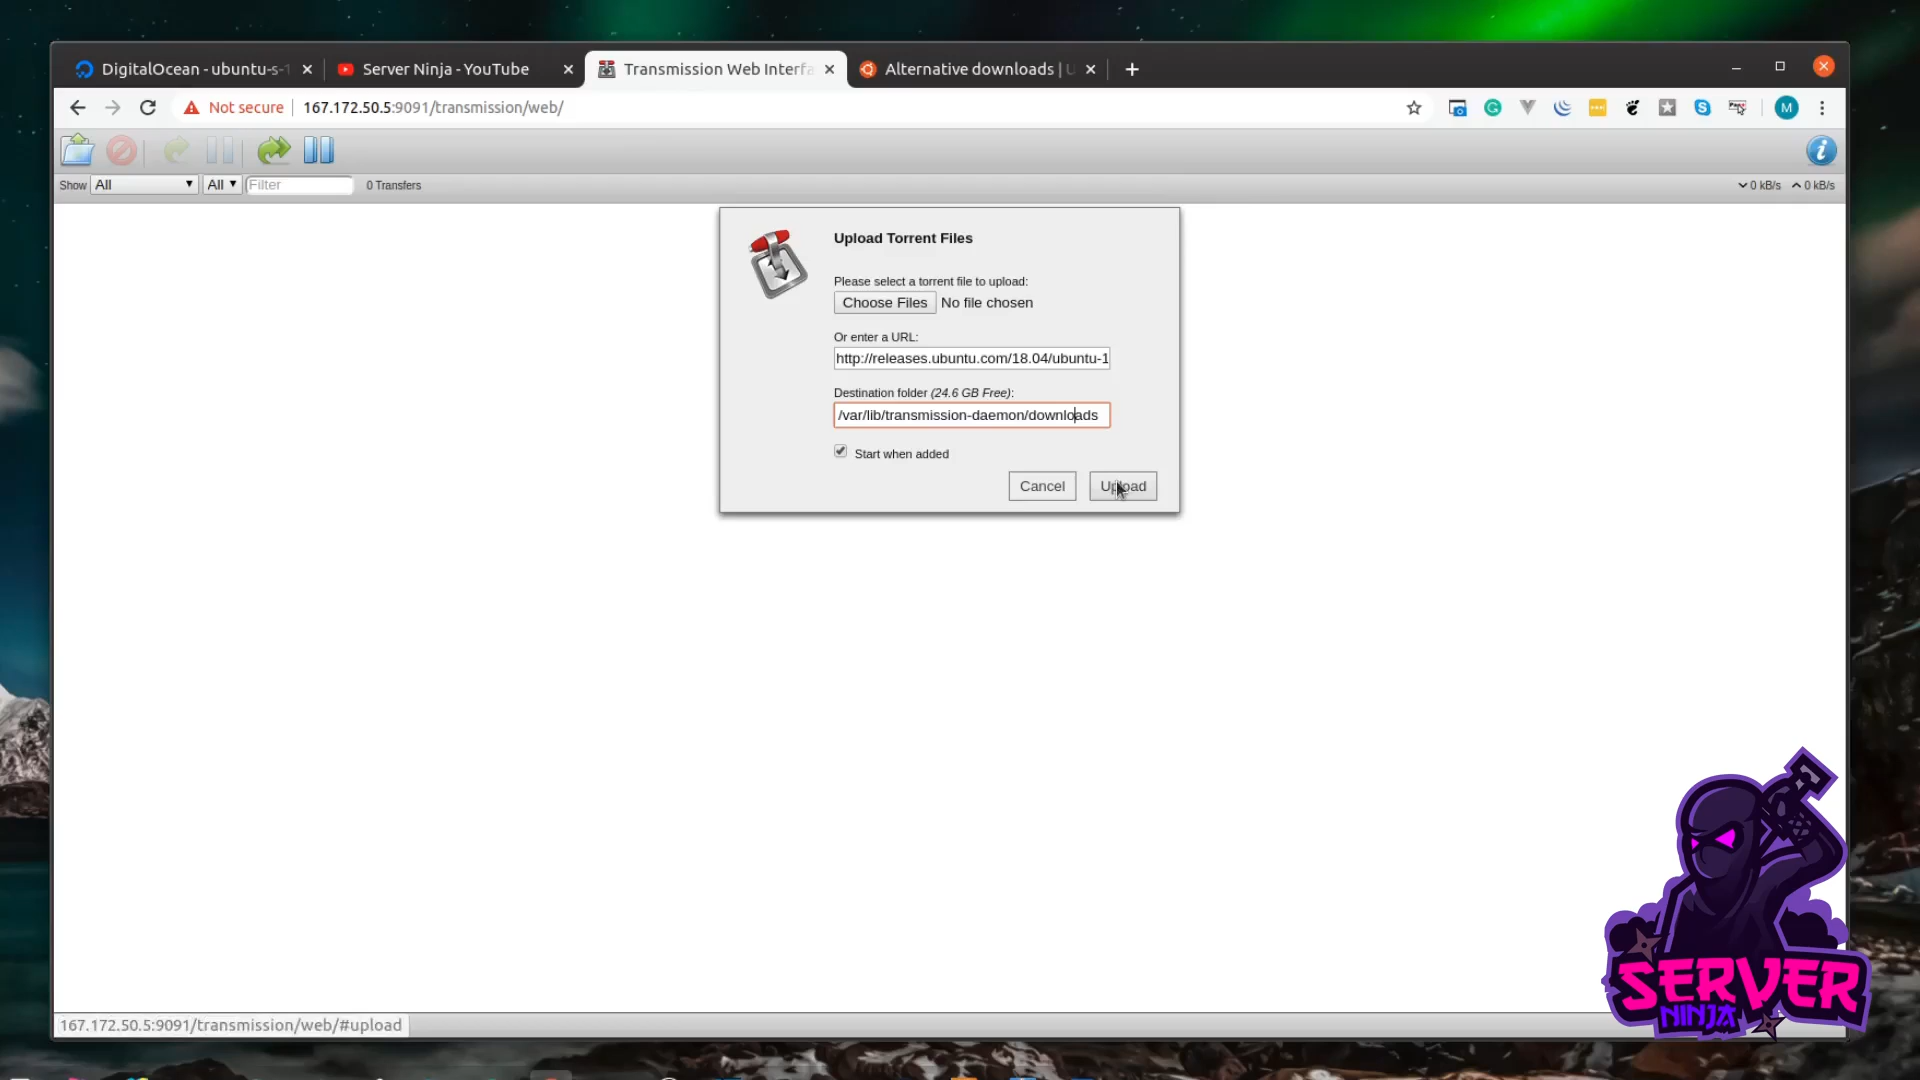 DigitalOcean - ubuntu-s-1
Server Ninja - YouTube
Transmission Web Interfa
Alternative downloads | U
Not secure
167.172.50.5:9091/transmission/web/
M
Show
All
All
Filter
0 Transfers
0 kB/s
0 kB/s
Upload Torrent Files
Please select a torrent file to upload:
Choose Files
No file chosen
Or enter a URL:
http://releases.ubuntu.com/18.04/ubuntu-1
Destination folder (24.6 GB Free):
/var/lib/transmission-daemon/downloads
Start when added
Cancel
Upload
167.172.50.5:9091/transmission/web/#upload
SERVER
NINJA